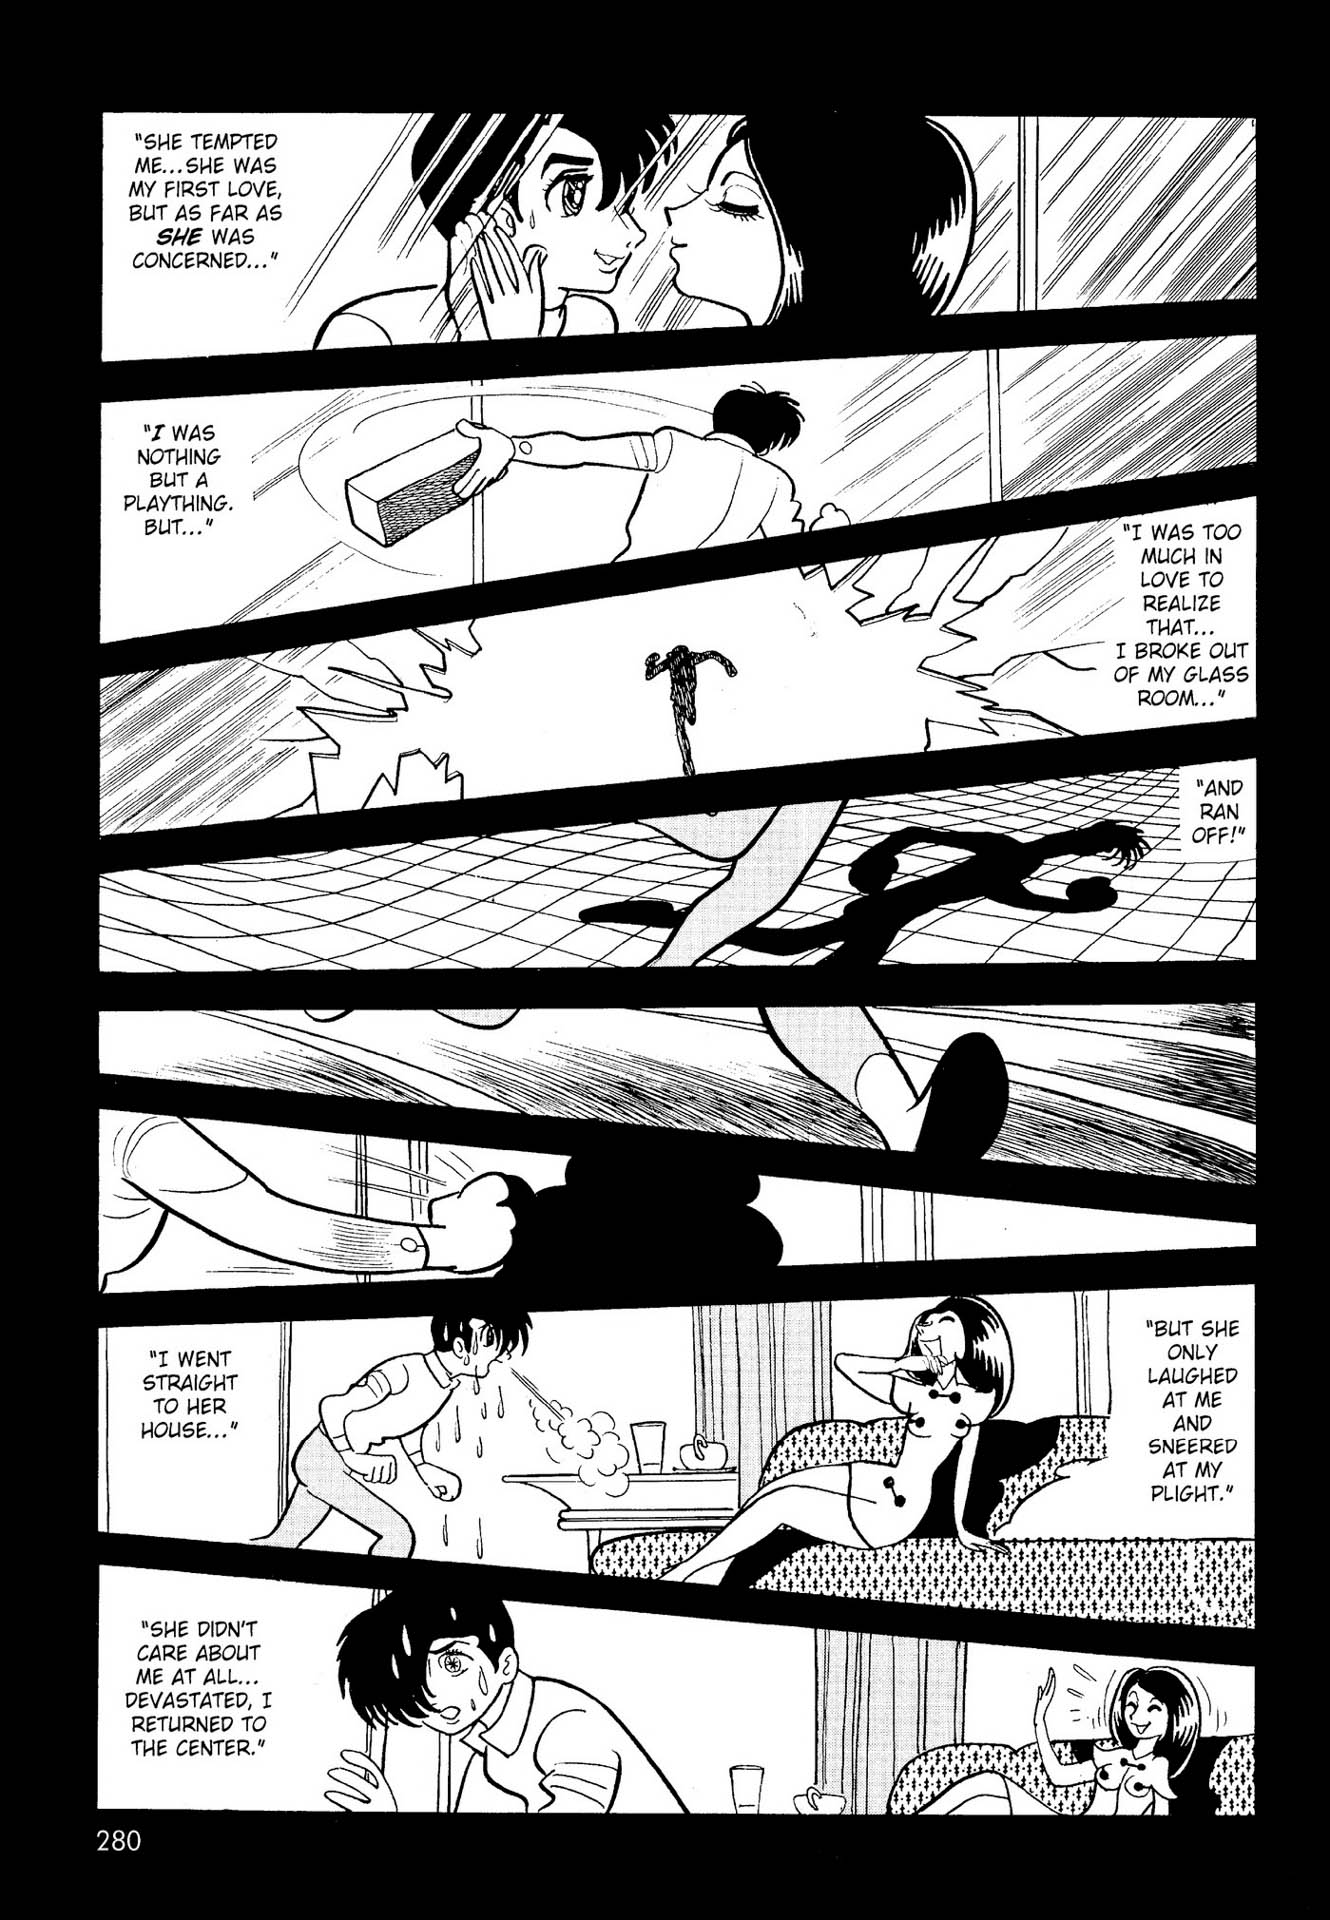 "SHE TEMPTED
ME...SHE WAS
MY FIRST LOVE,
BUT AS FAR AS
SHE WAS
CONCERNED..."
"I WAS
NOTHING
BUT A
PLAYTHING.
BUT..."
"I WAS TOO
MUCH IN
LOVE TO
REALIZE
THAT...
I BROKE OUT
OF MY GLASS
ROOM..."
"AND
RAN
OFF!"
"I WENT
STRAIGHT
TO HER
HOUSE..."
"BUT SHE
ONLY
LAUGHED
AT ME
AND
SNEERED
AT MY
PLIGHT."
"SHE DIDN'T
CARE ABOUT
ME AT ALL...
DEVASTATED, I
RETURNED TO
THE CENTER."
280